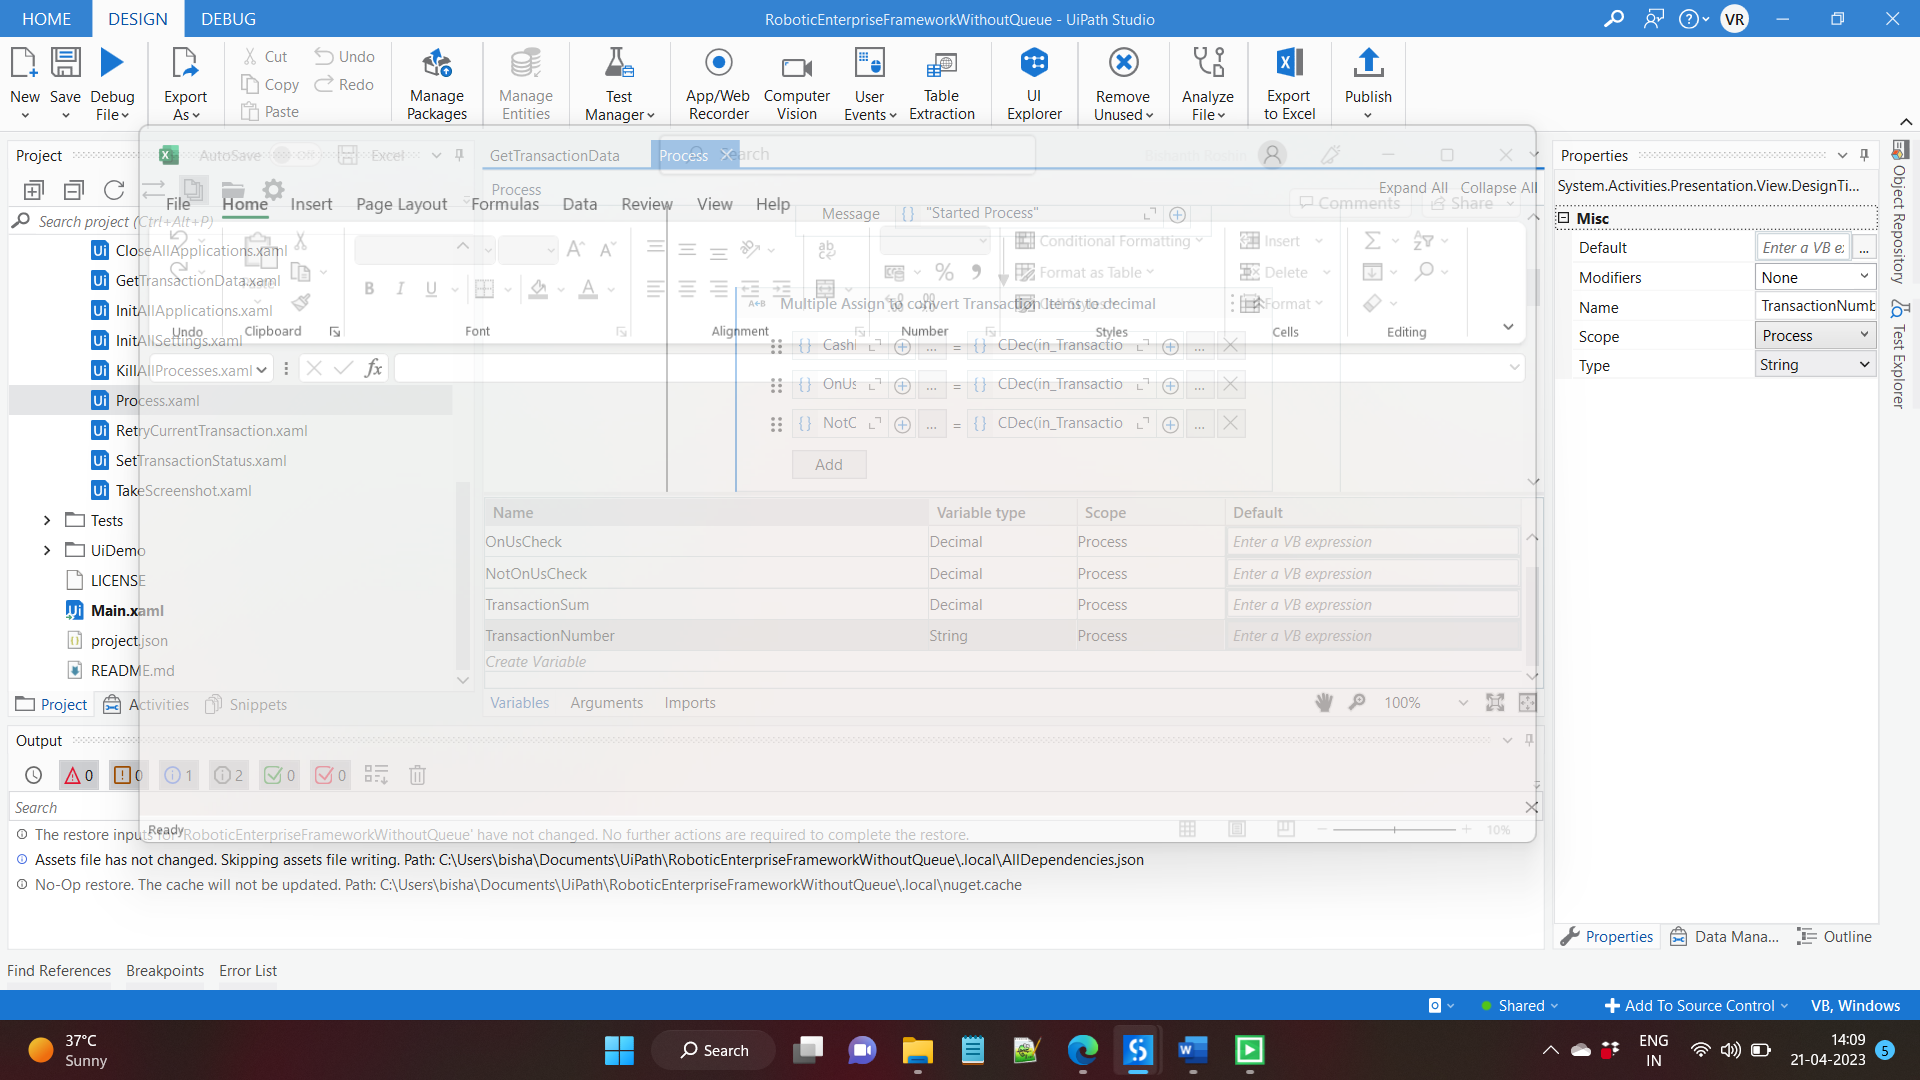 HOME DESIGN DEBUG
RoboticEnterpriseFrameworkWithoutQueue - UiPath Studio
VR
New
Save
Debug File
Export As
Cut
Copy
Paste
Undo
Redo
Manage Packages
Manage Entities
Test Manager
App/Web Recorder
Computer Vision
User Events
Table Extraction
UI Explorer
Remove Unused
Analyze File
Export to Excel
Publish
Project
AutoSave
Off
Excel
GetTransactionData
Process
Search
Search project (Ctrl+Alt+P)
Process
Expand All Collapse All
File Home Insert Page Layout Formulas Data Review View Help
Comments
Share
Message
"Started Process"
Conditional Formatting
Format as Table
Cell Styles
Insert
Delete
Format
Undo
Clipboard
Font
Alignment
Number
Styles
Cells
Editing
B I U
fx
CloseAllApplications.xaml
GetTransactionData.xaml
InitAllApplications.xaml
InitAllSettings.xaml
KillAllProcesses.xaml
Process.xaml
RetryCurrentTransaction.xaml
SetTransactionStatus.xaml
TakeScreenshot.xaml
Tests
UiDemo
LICENSE
Main.xaml
project.json
README.md
Project
Activities
Snippets
Multiple Assign to convert Transaction Items to decimal
CashI = CDec(in_Transactio
OnUs = CDec(in_Transactio
NotC = CDec(in_Transactio
Add
Name Variable type Scope Default
OnUsCheck Decimal Process Enter a VB expression
NotOnUsCheck Decimal Process Enter a VB expression
TransactionSum Decimal Process Enter a VB expression
TransactionNumber String Process Enter a VB expression
Create Variable
Variables Arguments Imports
100%
Properties
System.Activities.Presentation.View.DesignTi...
Misc
Default Enter a VB ex
Modifiers None
Name TransactionNumb
Scope Process
Type String
Object Repository
Test Explorer
Output
0 0 1 2 0 0
Search
The restore inputs for 'RoboticEnterpriseFrameworkWithoutQueue' have not changed. No further actions are required to complete the restore.
Ready
10%
Assets file has not changed. Skipping assets file writing. Path: C:\Users\bisha\Documents\UiPath\RoboticEnterpriseFrameworkWithoutQueue\.local\AllDependencies.json
No-Op restore. The cache will not be updated. Path: C:\Users\bisha\Documents\UiPath\RoboticEnterpriseFrameworkWithoutQueue\.local\nuget.cache
Properties
Data Mana...
Outline
Find References Breakpoints Error List
Shared
Add To Source Control
VB, Windows
37°C
Sunny
Search
ENG
IN
14:09
21-04-2023
5